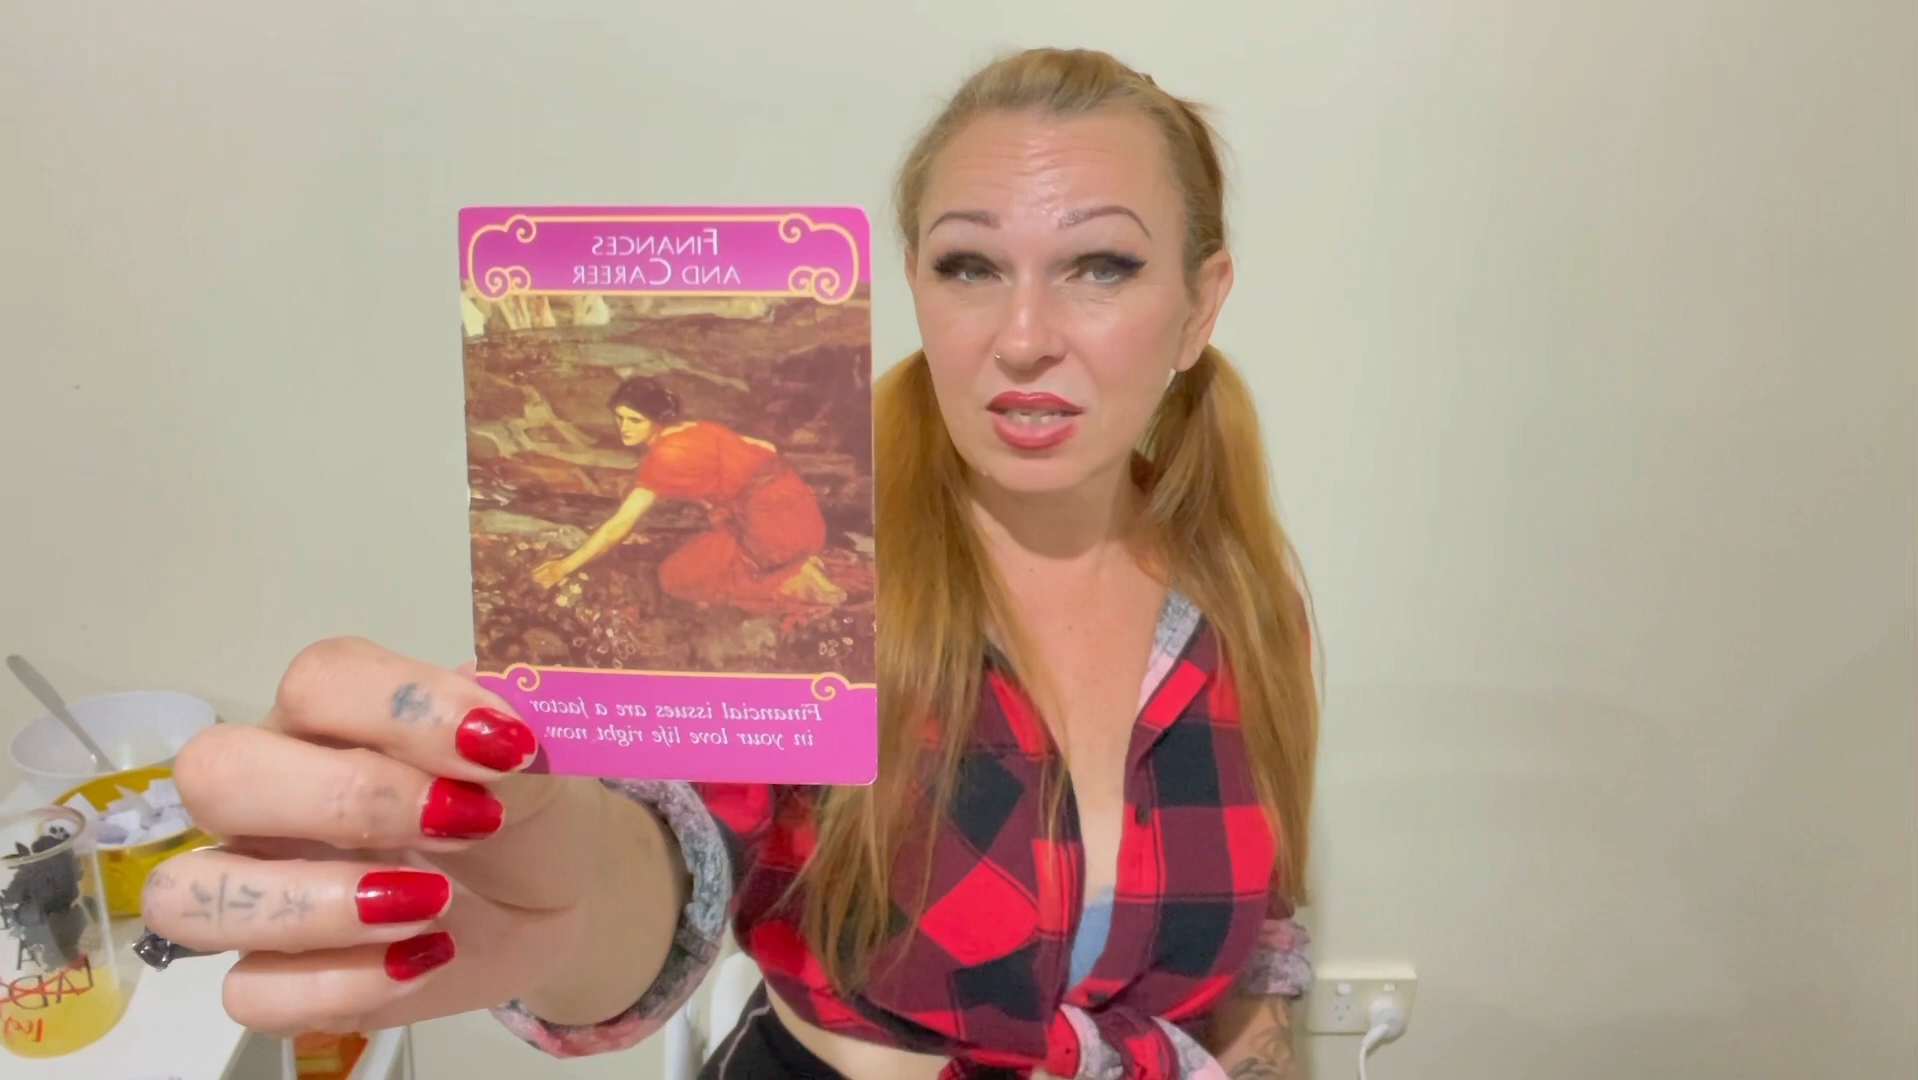 FINANCES
AND CAREER
Financial issues are a factor
in your love life right now.